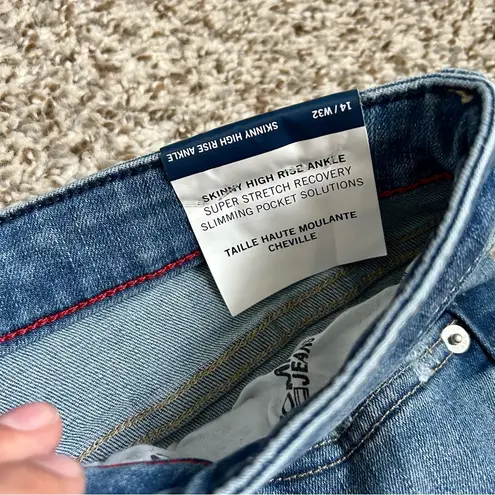 14 / W32
SKINNY HIGH RISE ANKLE
SKINNY HIGH RISE ANKLE
SUPER STRETCH RECOVERY
SLIMMING POCKET SOLUTIONS
TAILLE HAUTE MOULANTE
CHEVILLE
JEANS